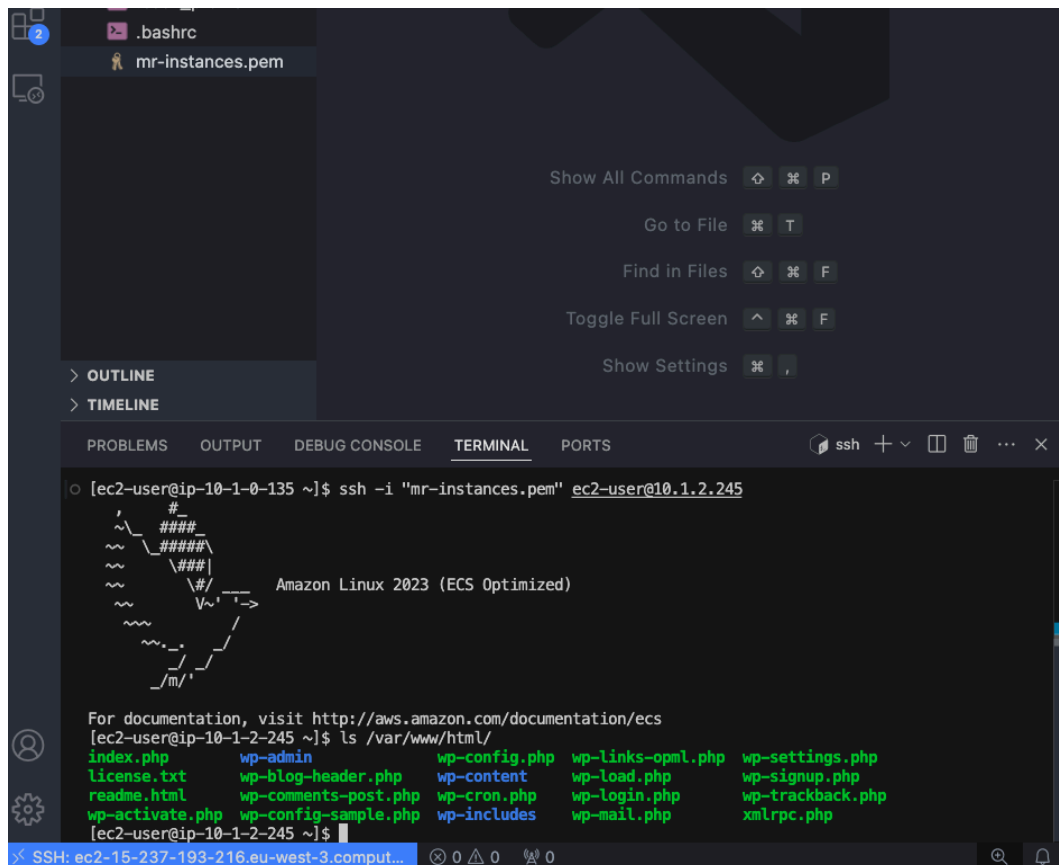 2
.bashrc
mr-instances.pem
Show All Commands ⇧ ⌘ P
Go to File ⌘ T
Find in Files ⇧ ⌘ F
Toggle Full Screen ^ ⌘ F
Show Settings ⌘ ,
OUTLINE
TIMELINE
PROBLEMS OUTPUT DEBUG CONSOLE TERMINAL PORTS ssh
[ec2-user@ip-10-1-0-135 ~]$ ssh -i "mr-instances.pem" ec2-user@10.1.2.245
   ,     #_
   ~\_  ####_
  ~~  \_#####\
  ~~     \###|
  ~~       \#/ ___   Amazon Linux 2023 (ECS Optimized)
   ~~       V~' '->
    ~~~         /
      ~~._.   _/
         _/ _/
       _/m/'
For documentation, visit http://aws.amazon.com/documentation/ecs
[ec2-user@ip-10-1-2-245 ~]$ ls /var/www/html/
index.php wp-admin wp-config.php wp-links-opml.php wp-settings.php
license.txt wp-blog-header.php wp-content wp-load.php wp-signup.php
readme.html wp-comments-post.php wp-cron.php wp-login.php wp-trackback.php
wp-activate.php wp-config-sample.php wp-includes wp-mail.php xmlrpc.php
[ec2-user@ip-10-1-2-245 ~]$
SSH: ec2-15-237-193-216.eu-west-3.comput... 0 0 0